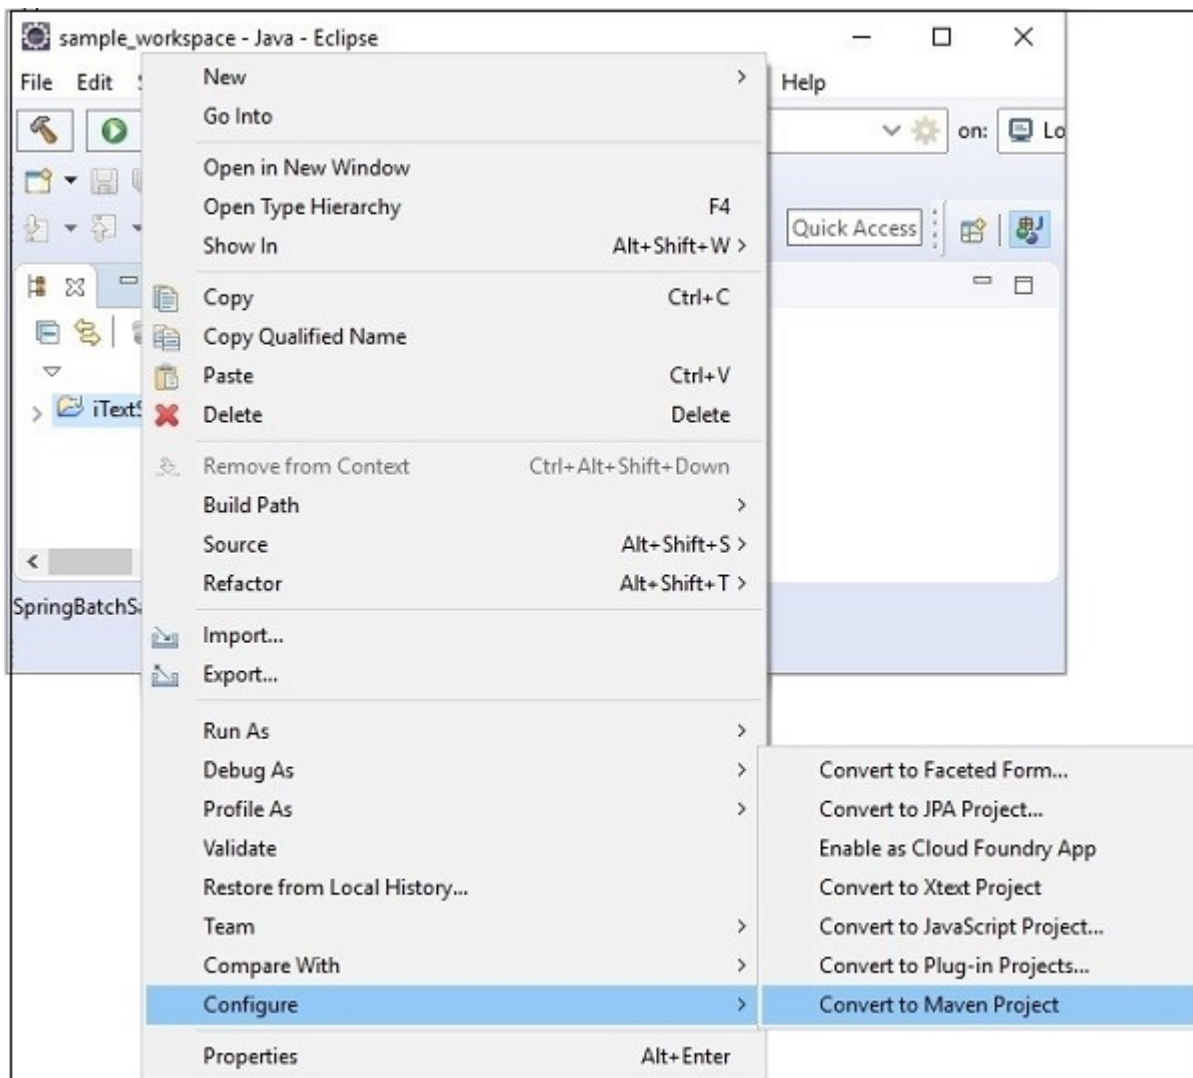 sample_workspace - Java - Eclipse
File Edit Help
on: Lo
Quick Access
iTextS
SpringBatchSa
New
Go Into
Open in New Window
Open Type Hierarchy F4
Show In Alt+Shift+W
Copy Ctrl+C
Copy Qualified Name
Paste Ctrl+V
Delete Delete
Remove from Context Ctrl+Alt+Shift+Down
Build Path
Source Alt+Shift+S
Refactor Alt+Shift+T
Import...
Export...
Run As
Debug As
Profile As
Validate
Restore from Local History...
Team
Compare With
Configure
Properties Alt+Enter
Convert to Faceted Form...
Convert to JPA Project...
Enable as Cloud Foundry App
Convert to Xtext Project
Convert to JavaScript Project...
Convert to Plug-in Projects...
Convert to Maven Project